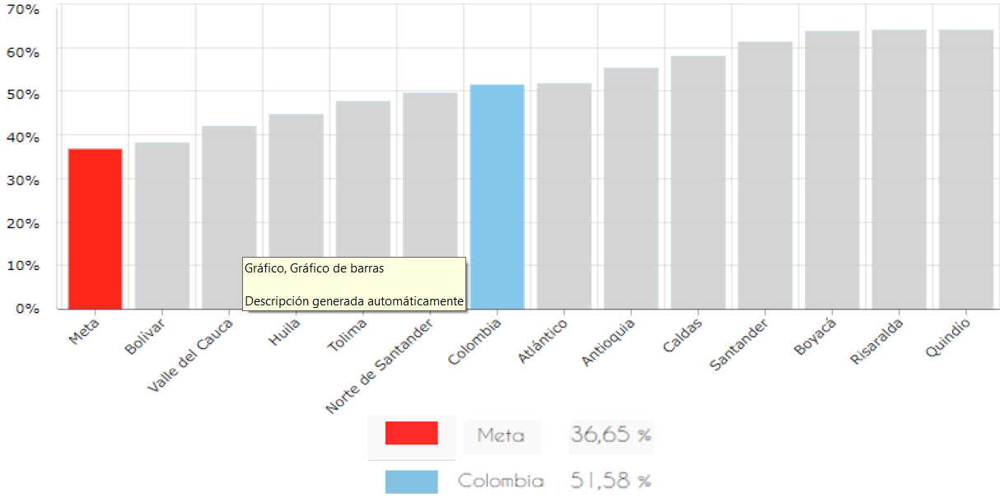 70%
60%
50%
40%
30%
20%
10%
0%
Gráfico, Gráfico de barras
Descripción generada automáticamente
Meta
Bolívar
Valle del Cauca
Huila
Tolima
Norte de Santander
Colombia
Atlántico
Antioquia
Caldas
Santander
Boyacá
Risaralda
Quindio
Meta 36,65 %
Colombia 51,58 %